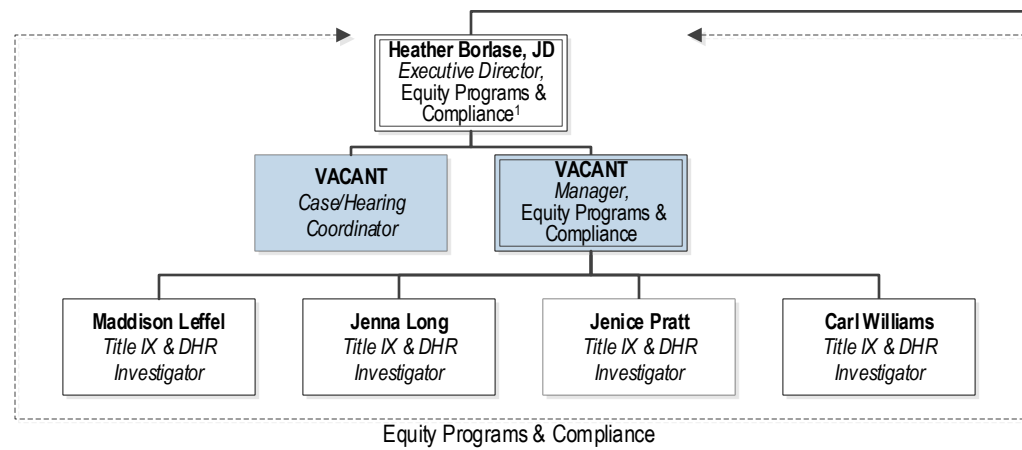 Heather Borlase, JD
Executive Director,
Equity Programs &
Compliance¹
VACANT
Case/Hearing
Coordinator
VACANT
Manager,
Equity Programs &
Compliance
Maddison Leffel
Title IX & DHR
Investigator
Jenna Long
Title IX & DHR
Investigator
Jenice Pratt
Title IX & DHR
Investigator
Carl Williams
Title IX & DHR
Investigator
Equity Programs & Compliance